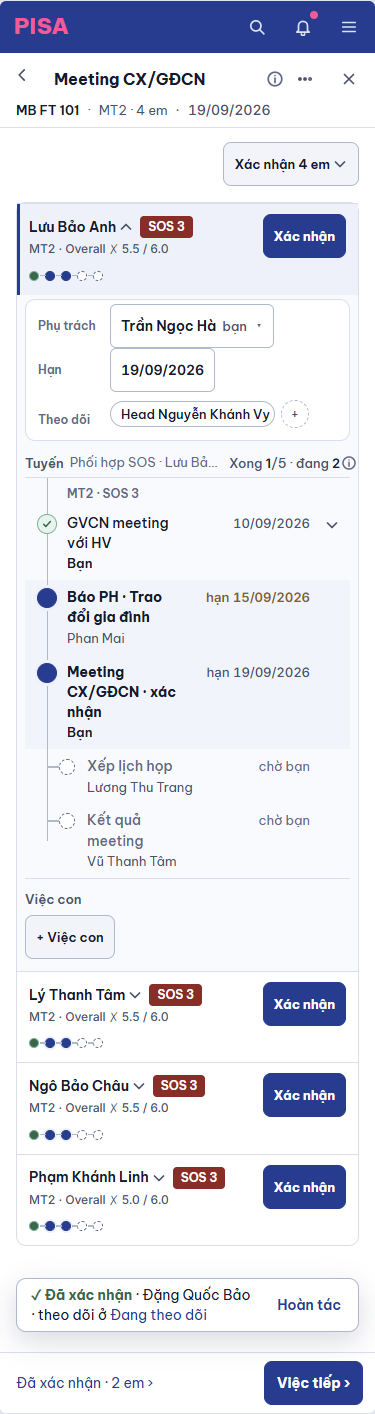 PISA
Meeting CX/GĐCN
MB FT 101 · MT2 · 4 em · 19/09/2026
Xác nhận 4 em
Lưu Bảo Anh SOS 3
Xác nhận
MT2 · Overall ✗ 5.5 / 6.0
Phụ trách Trần Ngọc Hà bạn
Hạn 19/09/2026
Theo dõi Head Nguyễn Khánh Vy +
Tuyến Phối hợp SOS · Lưu Bả... Xong 1/5 · đang 2
MT2 · SOS 3
GVCN meeting 10/09/2026
với HV
Bạn
Báo PH · Trao hạn 15/09/2026
đổi gia đình
Phan Mai
Meeting hạn 19/09/2026
CX/GĐCN · xác
nhận
Bạn
Xếp lịch họp chờ bạn
Lương Thu Trang
Kết quả chờ bạn
meeting
Vũ Thanh Tâm
Việc con
+ Việc con
Lý Thanh Tâm SOS 3
Xác nhận
MT2 · Overall ✗ 5.5 / 6.0
Ngô Bảo Châu SOS 3
Xác nhận
MT2 · Overall ✗ 5.5 / 6.0
Phạm Khánh Linh SOS 3
Xác nhận
MT2 · Overall ✗ 5.0 / 6.0
✓ Đã xác nhận · Đặng Quốc Bảo
· theo dõi ở Đang theo dõi
Hoàn tác
Đã xác nhận · 2 em ›
Việc tiếp ›